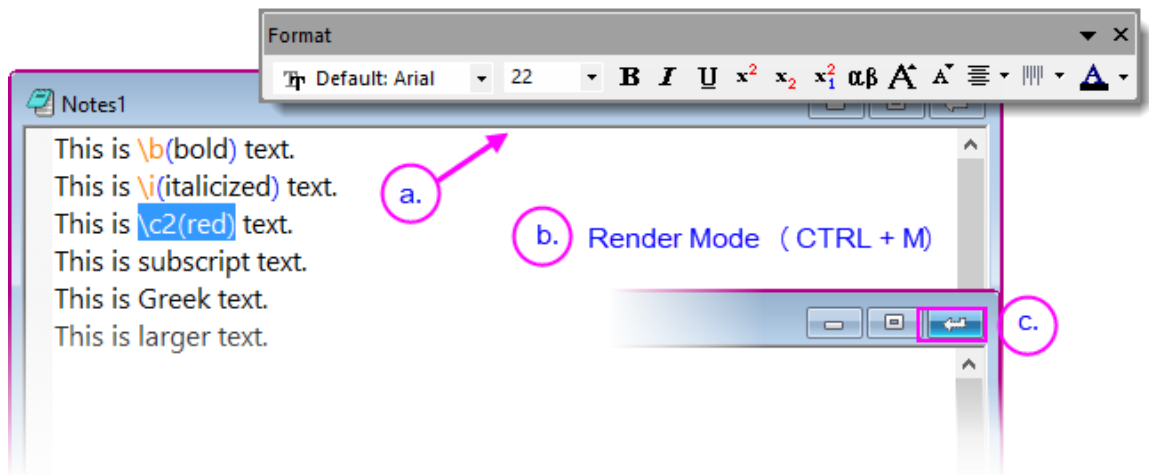 Format
Default: Arial 22 B I U x² x₂ x²₁ αβ A A A
Notes1
This is \b(bold) text.
This is \i(italicized) text.
a.
This is \c2(red) text.
b. Render Mode ( CTRL + M)
This is subscript text.
This is Greek text.
This is larger text.
c.